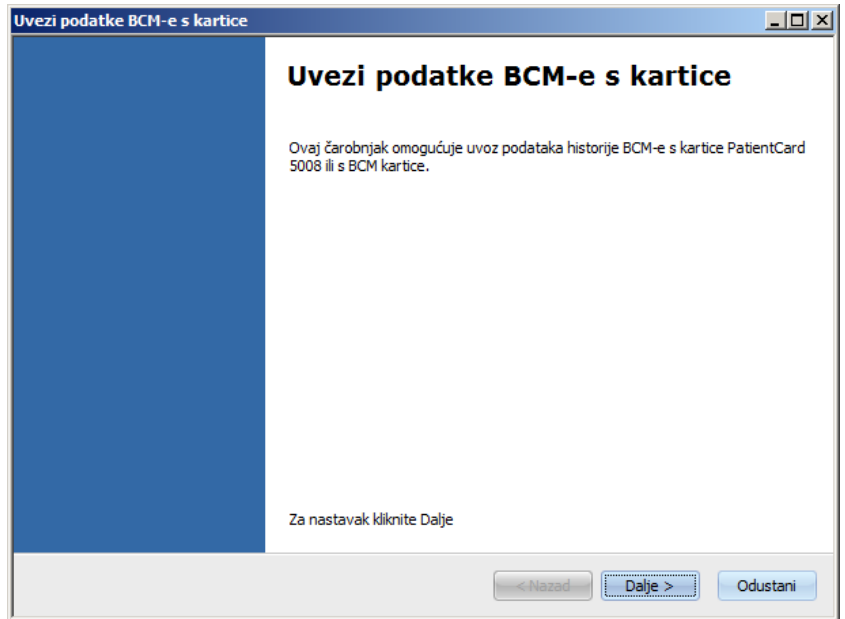 Uvezi podatke BCM-e s kartice
Uvezi podatke BCM-e s kartice
Ovaj čarobnjak omogućuje uvoz podataka historije BCM-e s kartice PatientCard
5008 ili s BCM kartice.
Za nastavak kliknite Dalje
< Nazad
Dalje >
Odustani